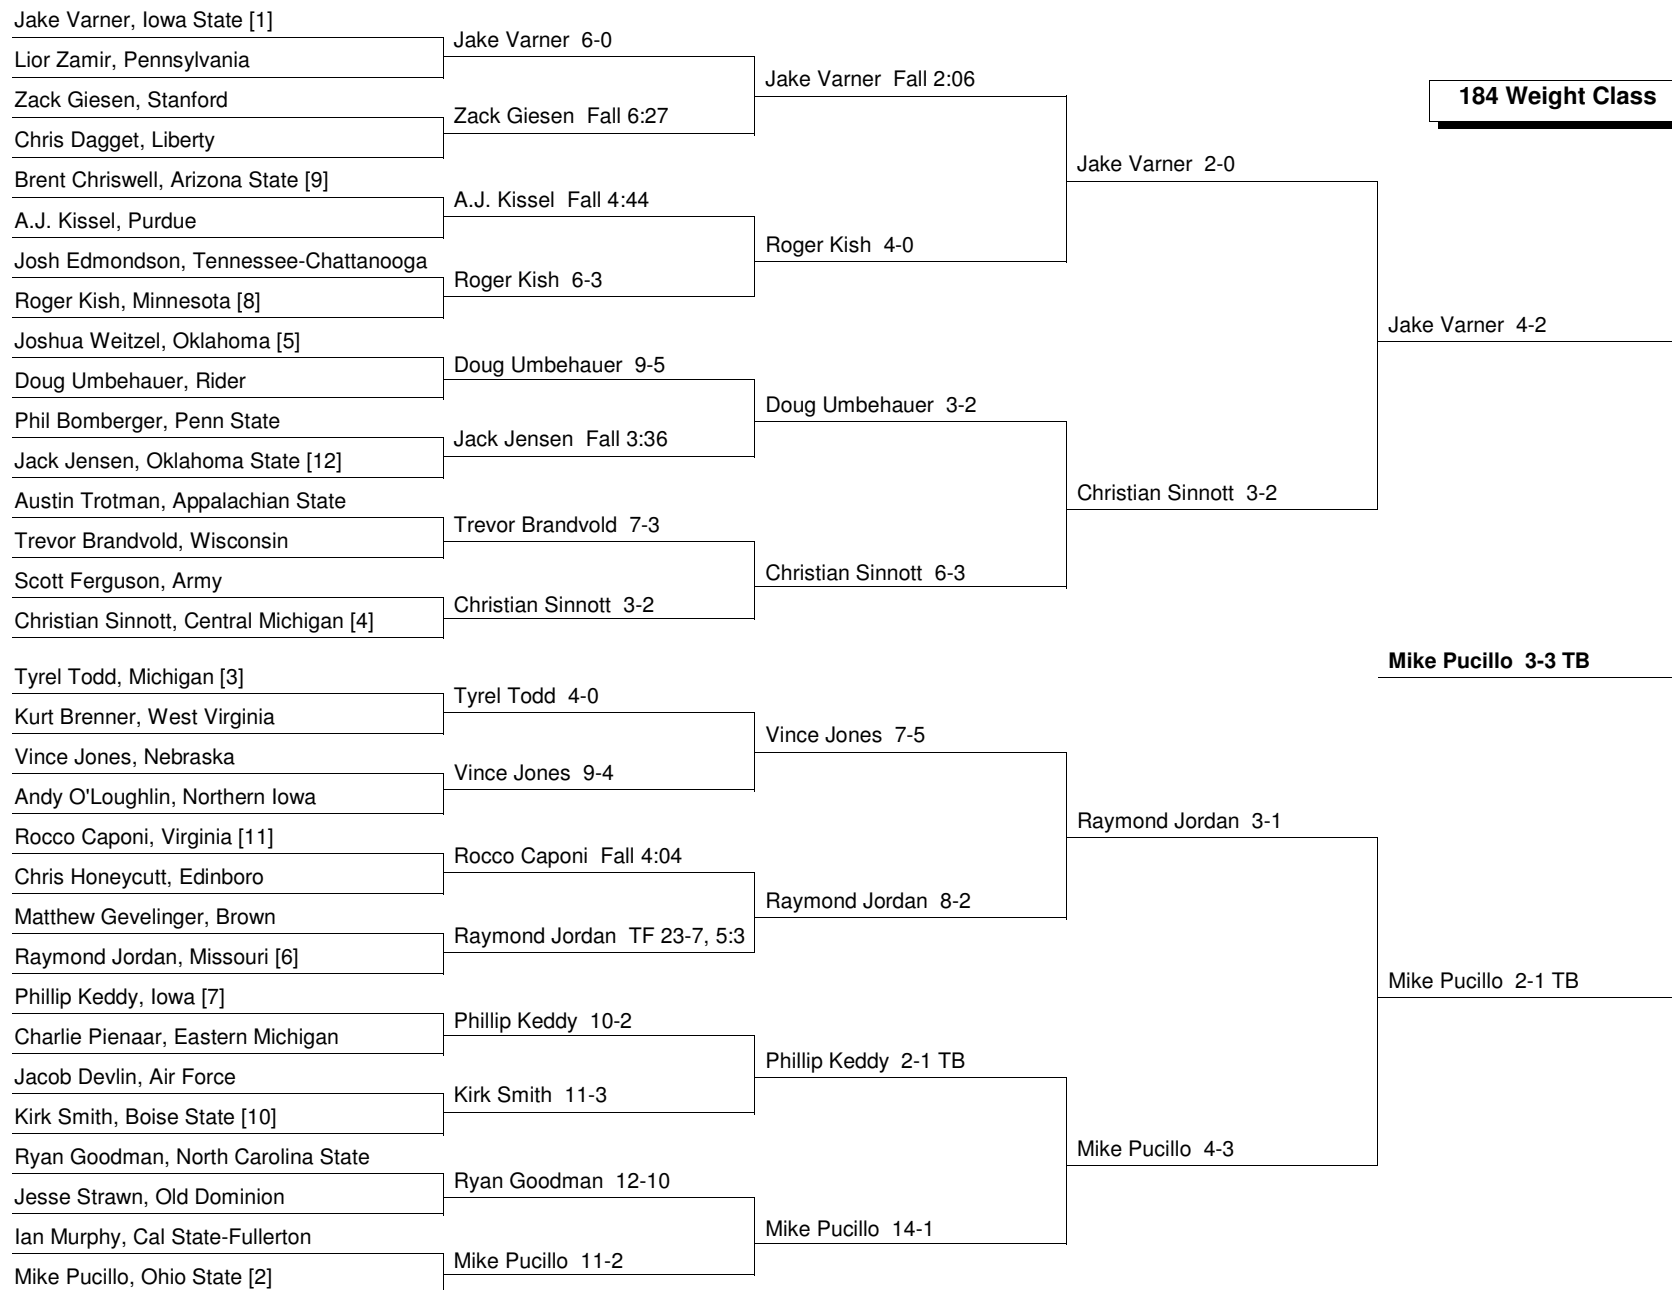 184 Weight Class
Jake Varner, Iowa State [1]
Lior Zamir, Pennsylvania
Zack Giesen, Stanford
Chris Dagget, Liberty
Brent Chriswell, Arizona State [9]
A.J. Kissel, Purdue
Josh Edmondson, Tennessee-Chattanooga
Roger Kish, Minnesota [8]
Joshua Weitzel, Oklahoma [5]
Doug Umbehauer, Rider
Phil Bomberger, Penn State
Jack Jensen, Oklahoma State [12]
Austin Trotman, Appalachian State
Trevor Brandvold, Wisconsin
Scott Ferguson, Army
Christian Sinnott, Central Michigan [4]
Tyrel Todd, Michigan [3]
Kurt Brenner, West Virginia
Vince Jones, Nebraska
Andy O'Loughlin, Northern Iowa
Rocco Caponi, Virginia [11]
Chris Honeycutt, Edinboro
Matthew Gevelinger, Brown
Raymond Jordan, Missouri [6]
Phillip Keddy, Iowa [7]
Charlie Pienaar, Eastern Michigan
Jacob Devlin, Air Force
Kirk Smith, Boise State [10]
Ryan Goodman, North Carolina State
Jesse Strawn, Old Dominion
Ian Murphy, Cal State-Fullerton
Mike Pucillo, Ohio State [2]
Jake Varner 6-0
Zack Giesen Fall 6:27
A.J. Kissel Fall 4:44
Roger Kish 6-3
Doug Umbehauer 9-5
Jack Jensen Fall 3:36
Trevor Brandvold 7-3
Christian Sinnott 3-2
Tyrel Todd 4-0
Vince Jones 9-4
Rocco Caponi Fall 4:04
Raymond Jordan TF 23-7, 5:3
Phillip Keddy 10-2
Kirk Smith 11-3
Ryan Goodman 12-10
Mike Pucillo 11-2
Jake Varner Fall 2:06
Roger Kish 4-0
Doug Umbehauer 3-2
Christian Sinnott 6-3
Vince Jones 7-5
Raymond Jordan 8-2
Phillip Keddy 2-1 TB
Mike Pucillo 14-1
Jake Varner 2-0
Christian Sinnott 3-2
Raymond Jordan 3-1
Mike Pucillo 4-3
Jake Varner 4-2
Mike Pucillo 2-1 TB
Mike Pucillo 3-3 TB